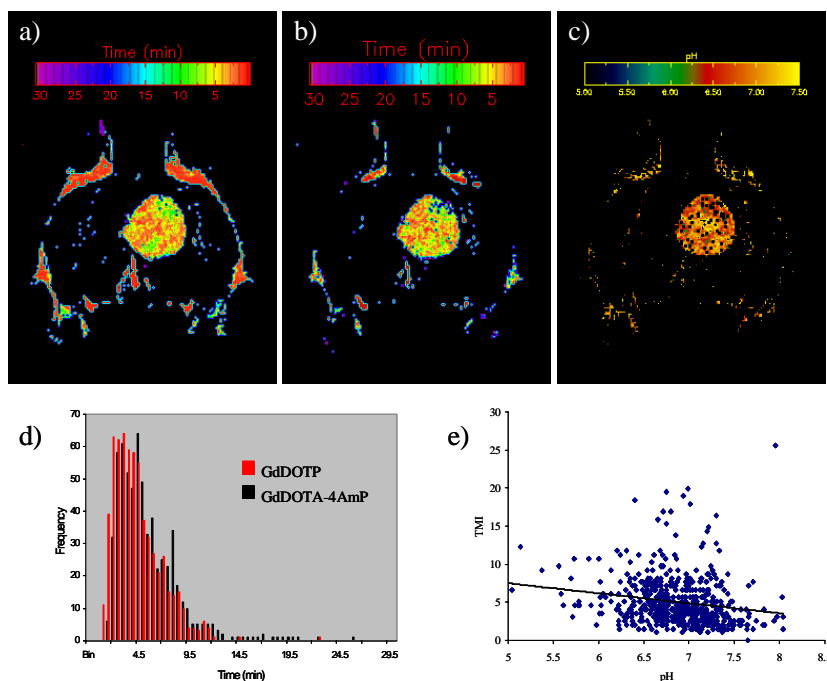 a)
Time (min)
30 25 20 15 10 5
b)
Time (min)
30 25 20 15 10 5
c)
pH
5.00 5.50 6.00 6.50 7.00 7.50
d)
70
60
50
40
30
20
10
0
Frequency
GdDOTP
GdDOTA-4AmP
Bin 4.5 9.5 14.5 19.5 24.5 29.5
Time (min)
e)
30
25
20
15
10
5
0
TMI
5 5.5 6 6.5 7 7.5 8 8.5
pH